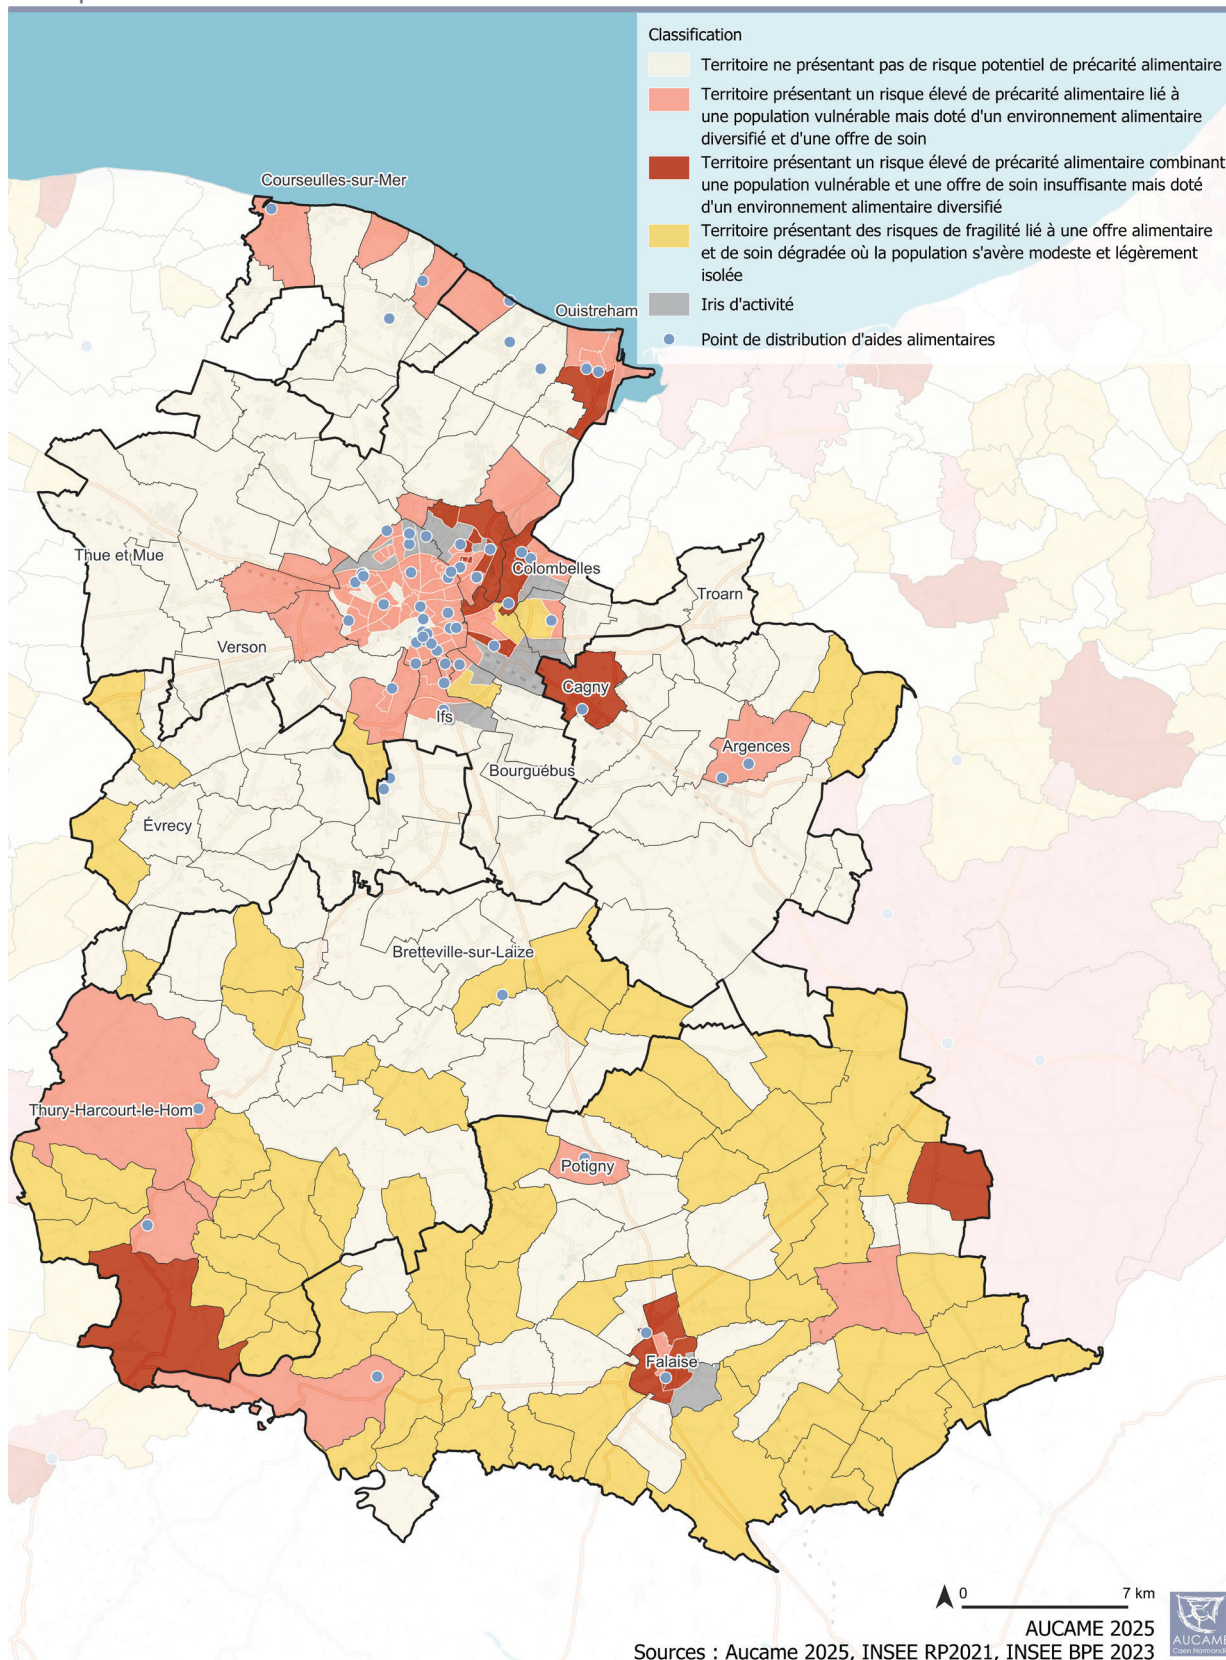 Classification
Territoire ne présentant pas de risque potentiel de précarité alimentaire
Territoire présentant un risque élevé de précarité alimentaire lié à
une population vulnérable mais doté d'un environnement alimentaire
diversifié et d'une offre de soin
Territoire présentant un risque élevé de précarité alimentaire combinant
une population vulnérable et une offre de soin insuffisante mais doté
d'un environnement alimentaire diversifié
Territoire présentant des risques de fragilité lié à une offre alimentaire
et de soin dégradée où la population s'avère modeste et légèrement
isolée
Iris d'activité
Point de distribution d'aides alimentaires
Courseulles-sur-Mer
Ouistreham
Thue et Mue
Colombelles
Troarn
Verson
Cagny
Ifs
Argences
Bourguébus
Évrecy
Bretteville-sur-Laize
Thury-Harcourt-le-Hom
Potigny
Falaise
0 7 km
AUCAME 2025
Sources : Aucame 2025, INSEE RP2021, INSEE BPE 2023
AUCAME
Caen Normandie